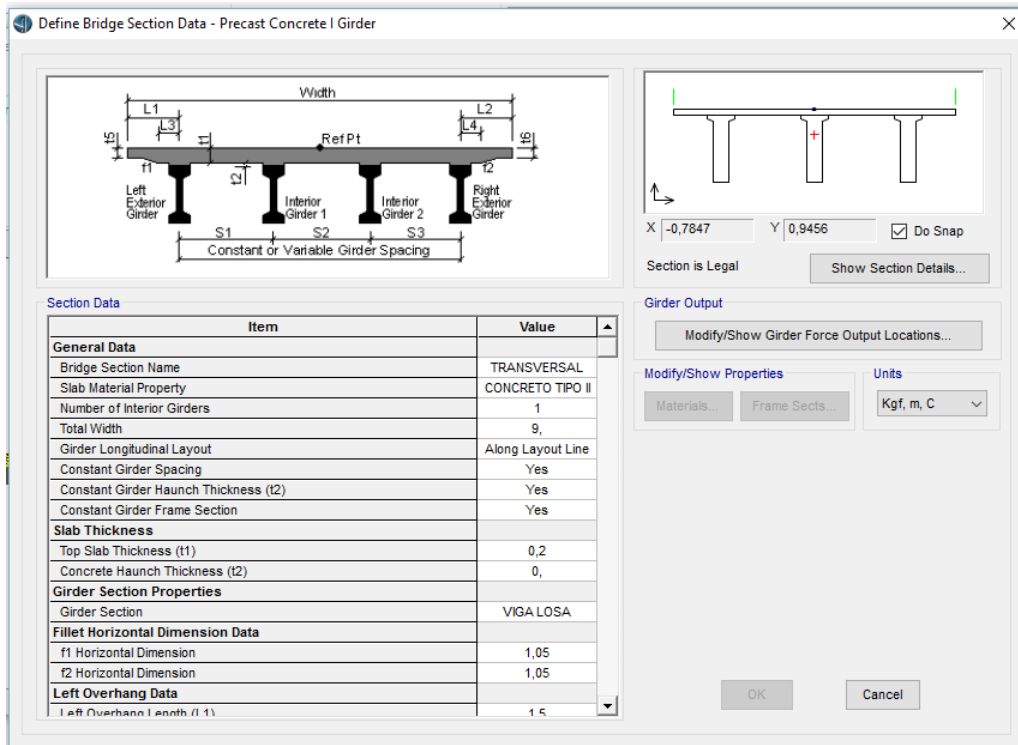 Define Bridge Section Data - Precast Concrete I Girder
Width
L1
L2
L3
L4
t5
t1
RefPt
t6
f1
t2
f2
Left Exterior Girder
Interior Girder 1
Interior Girder 2
Right Exterior Girder
S1
S2
S3
Constant or Variable Girder Spacing
X -0,7847 Y 0,9456 Do Snap
Section is Legal Show Section Details...
Section Data
Item Value
General Data
Bridge Section Name TRANSVERSAL
Slab Material Property CONCRETO TIPO II
Number of Interior Girders 1
Total Width 9,
Girder Longitudinal Layout Along Layout Line
Constant Girder Spacing Yes
Constant Girder Haunch Thickness (t2) Yes
Constant Girder Frame Section Yes
Slab Thickness
Top Slab Thickness (t1) 0,2
Concrete Haunch Thickness (t2) 0,
Girder Section Properties
Girder Section VIGA LOSA
Fillet Horizontal Dimension Data
f1 Horizontal Dimension 1,05
f2 Horizontal Dimension 1,05
Left Overhang Data
Left Overhang Length (L1) 1,5
Girder Output
Modify/Show Girder Force Output Locations...
Modify/Show Properties
Materials... Frame Sects...
Units
Kgf, m, C
OK Cancel